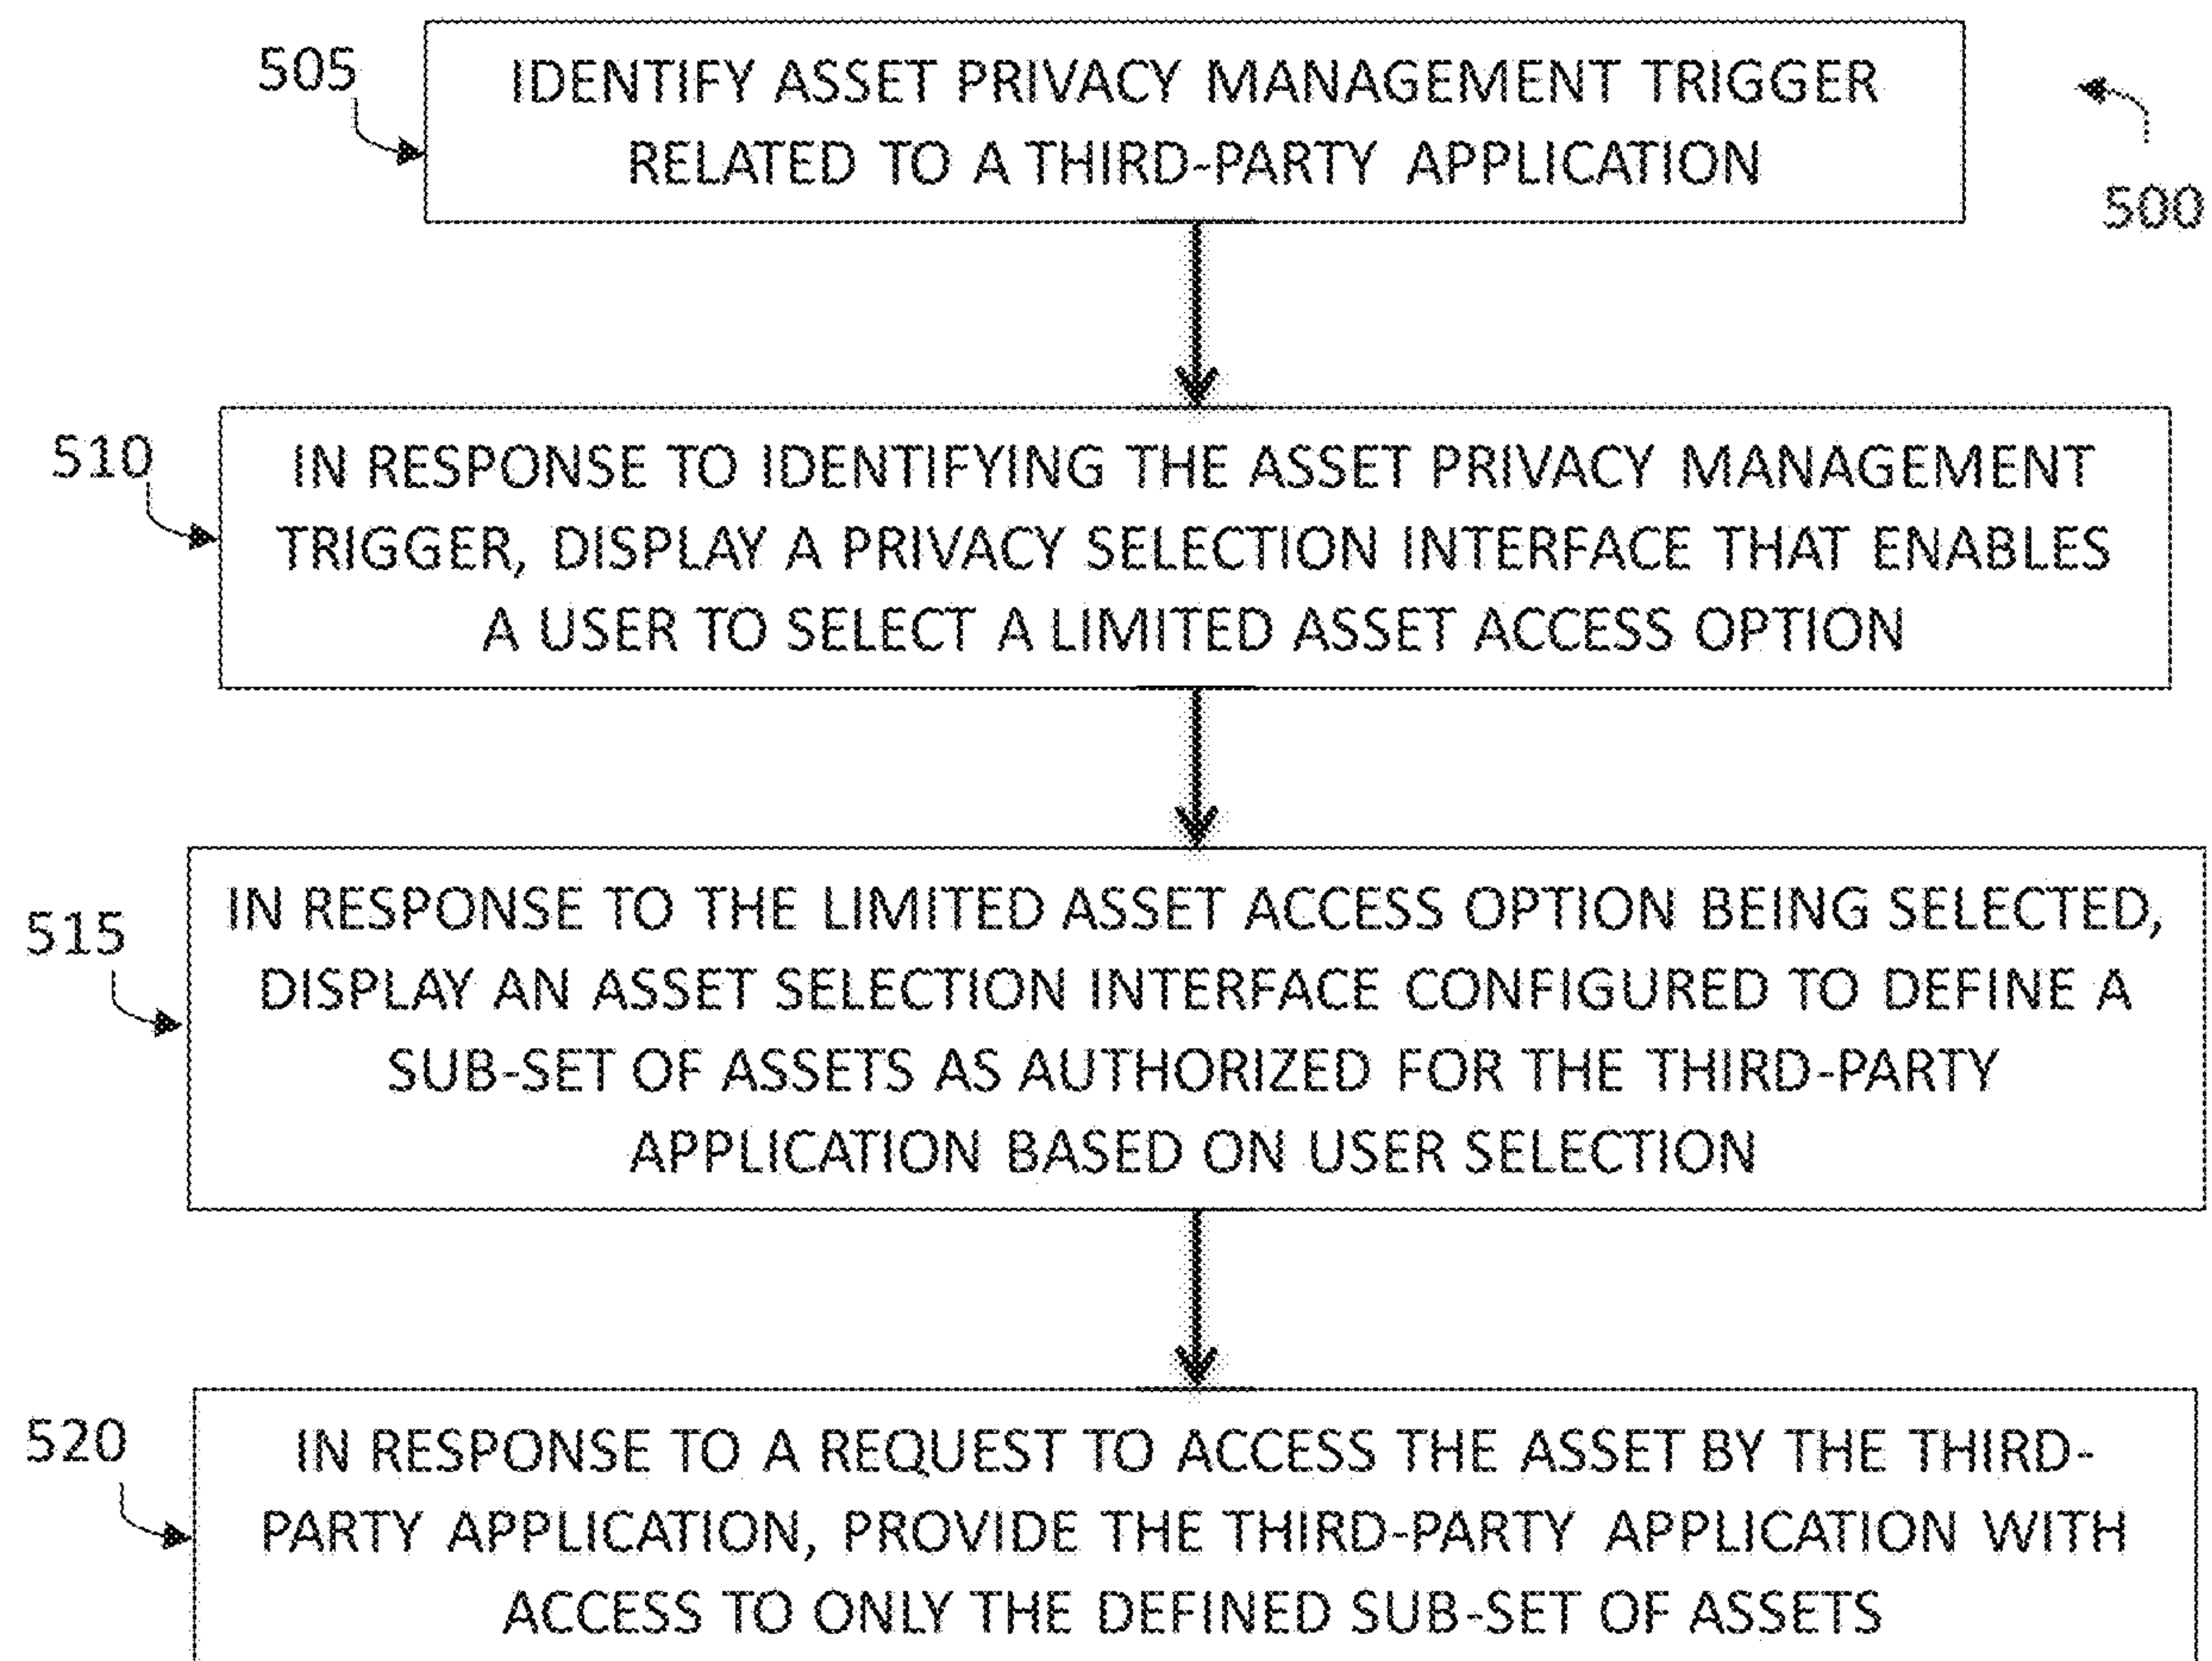 505
IDENTIFY ASSET PRIVACY MANAGEMENT TRIGGER
RELATED TO A THIRD-PARTY APPLICATION
500
510
IN RESPONSE TO IDENTIFYING THE ASSET PRIVACY MANAGEMENT
TRIGGER, DISPLAY A PRIVACY SELECTION INTERFACE THAT ENABLES
A USER TO SELECT A LIMITED ASSET ACCESS OPTION
515
IN RESPONSE TO THE LIMITED ASSET ACCESS OPTION BEING SELECTED,
DISPLAY AN ASSET SELECTION INTERFACE CONFIGURED TO DEFINE A
SUB-SET OF ASSETS AS AUTHORIZED FOR THE THIRD-PARTY
APPLICATION BASED ON USER SELECTION
520
IN RESPONSE TO A REQUEST TO ACCESS THE ASSET BY THE THIRD-
PARTY APPLICATION, PROVIDE THE THIRD-PARTY APPLICATION WITH
ACCESS TO ONLY THE DEFINED SUB-SET OF ASSETS